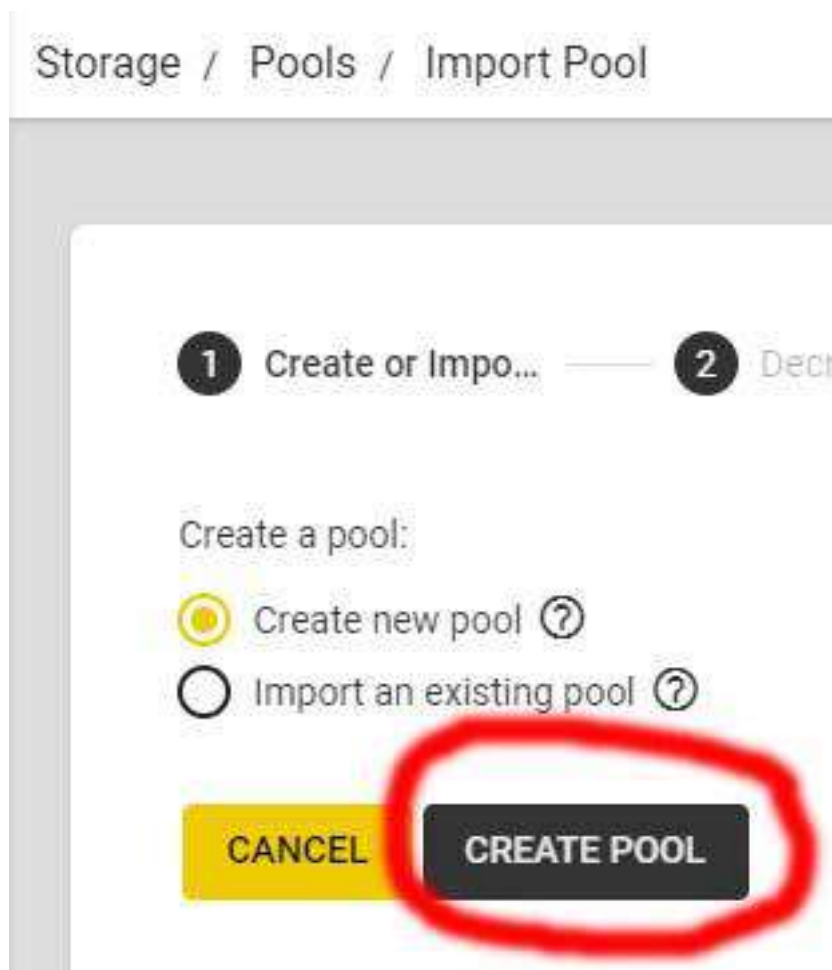 Storage / Pools / Import Pool
1 Create or Impo... 2 Decr
Create a pool:
Create new pool ?
Import an existing pool ?
CANCEL CREATE POOL